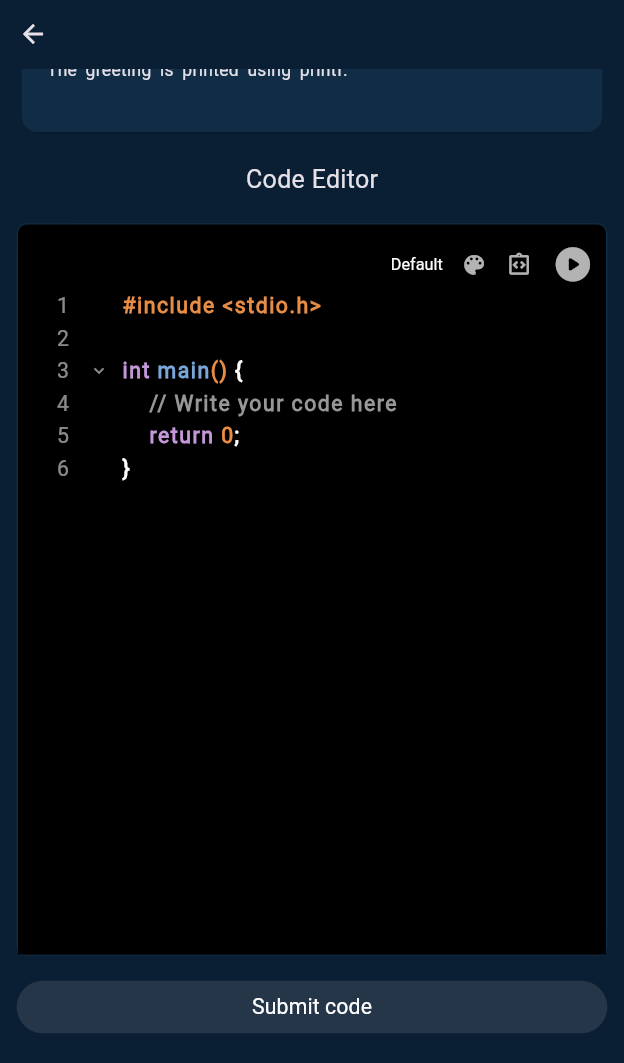 The greeting is printed using printf.
Code Editor
Default
1 #include <stdio.h>
2
3 int main() {
4 // Write your code here
5 return 0;
6 }
Submit code